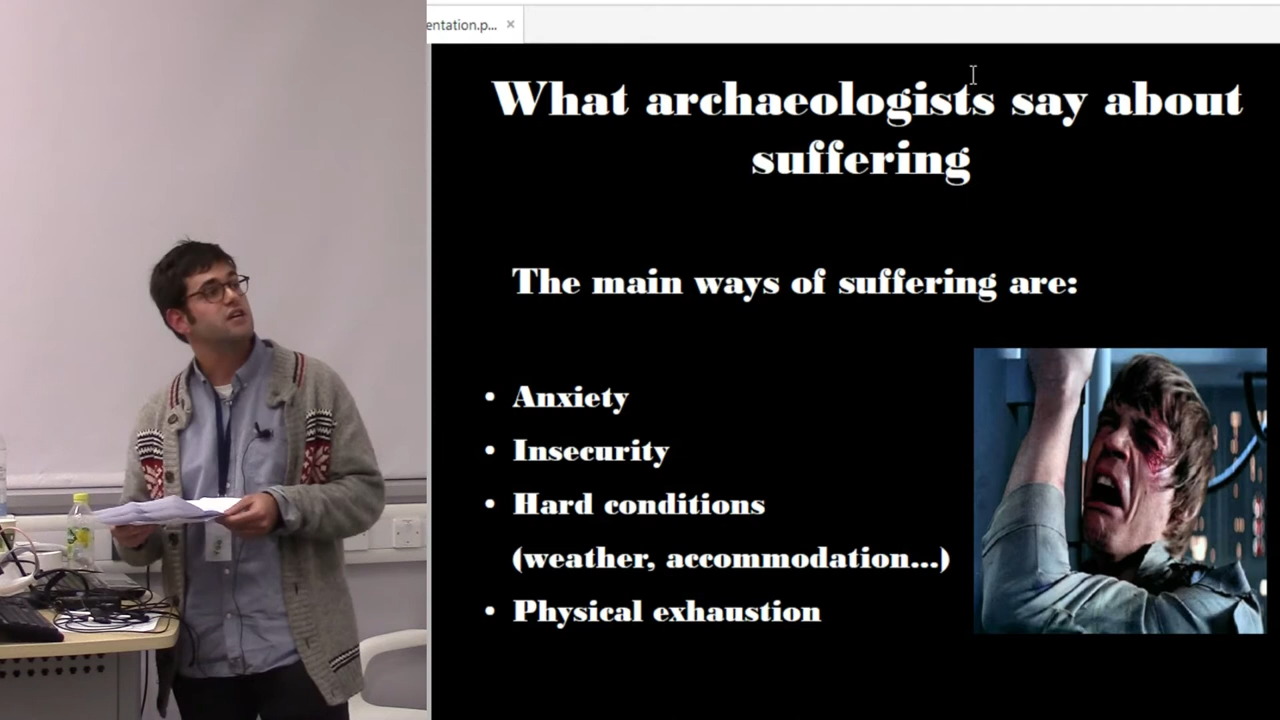 entation.p...
What archaeologists say about
suffering
The main ways of suffering are:
• Anxiety
• Insecurity
• Hard conditions
(weather, accommodation...)
• Physical exhaustion